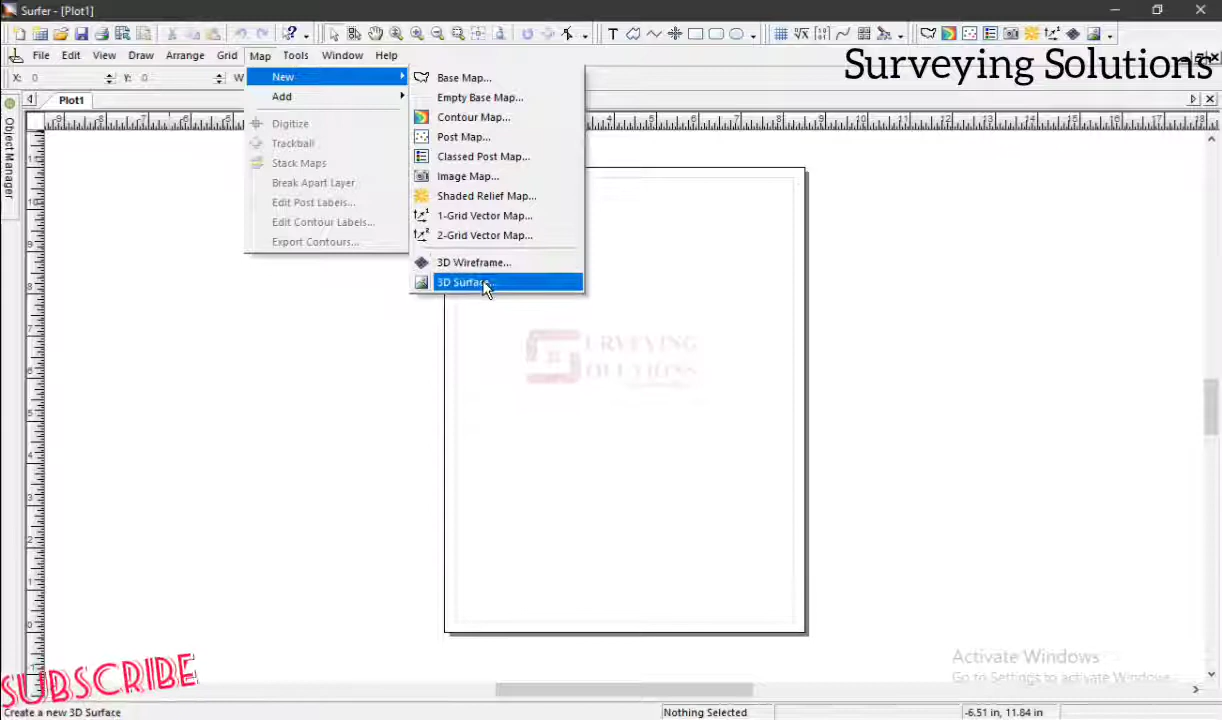 Surfer - [Plot1]
File Edit View Draw Arrange Grid Map Tools Window Help
Surveying Solutions
X: 0 Y: 0 W
New
Add
Digitize
Trackball
Stack Maps
Break Apart Layer
Edit Post Labels...
Edit Contour Labels...
Export Contours...
Base Map...
Empty Base Map...
Contour Map...
Post Map...
Classed Post Map...
Image Map...
Shaded Relief Map...
1-Grid Vector Map...
2-Grid Vector Map...
3D Wireframe...
3D Surface...
Plot1
Object Manager
URVEYING
Activate Windows
Go to Settings to activate Windows.
SUBSCRIBE
Create a new 3D Surface
Nothing Selected
-6.51 in, 11.84 in